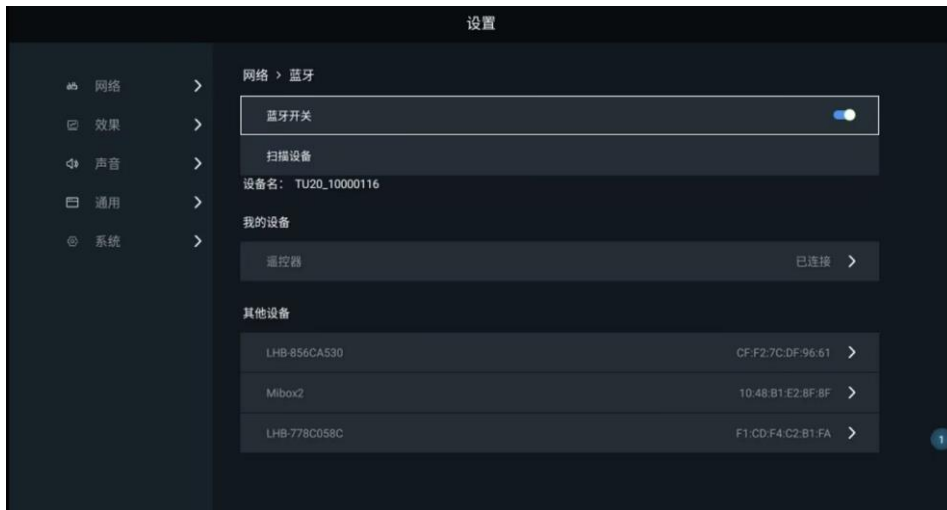 设置
网络 > 蓝牙
网络
蓝牙开关
效果
扫描设备
声音
设备名： TU20_10000116
通用
我的设备
系统
遥控器 已连接
其他设备
LHB-856CA530 CF:F2:7C:DF:96:61
Mibox2 10:48:B1:E2:8F:8F
LHB-778C058C F1:CD:F4:C2:B1:FA
1